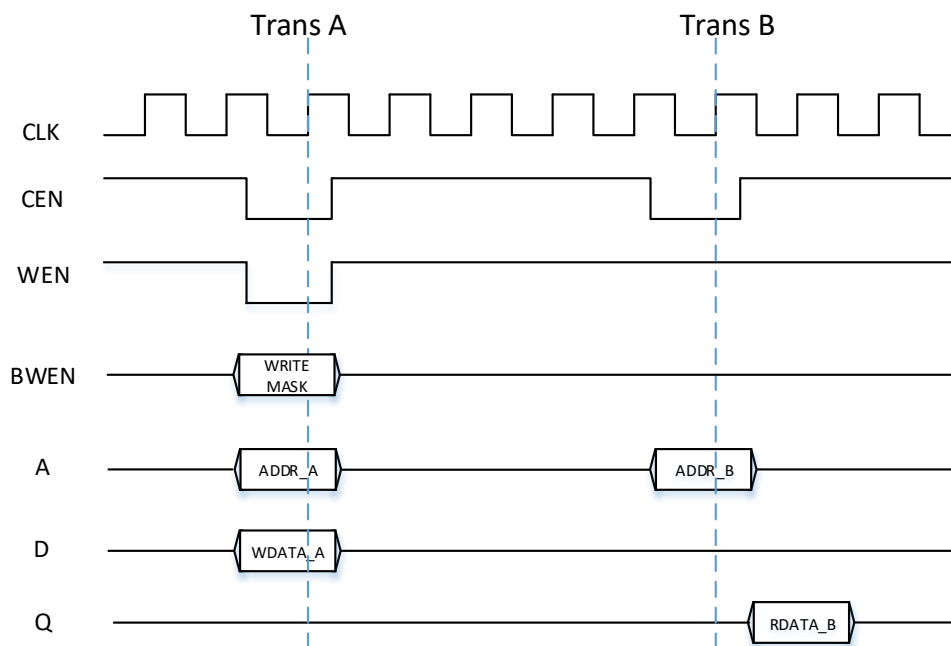 Trans A
Trans B
CLK
CEN
WEN
BWEN
WRITE
MASK
A
ADDR_A
ADDR_B
D
WDATA_A
Q
RDATA_B